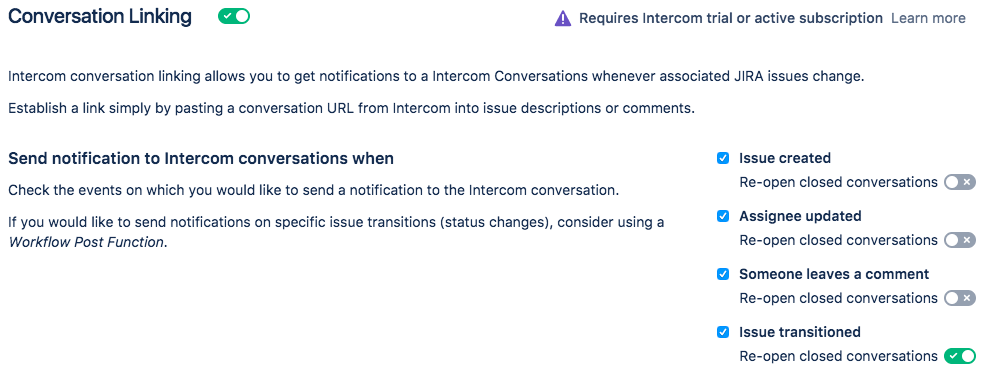 Conversation Linking
Requires Intercom trial or active subscription Learn more
Intercom conversation linking allows you to get notifications to a Intercom Conversations whenever associated JIRA issues change.
Establish a link simply by pasting a conversation URL from Intercom into issue descriptions or comments.
Send notification to Intercom conversations when
Check the events on which you would like to send a notification to the Intercom conversation.
If you would like to send notifications on specific issue transitions (status changes), consider using a
Workflow Post Function.
Issue created
Re-open closed conversations
Assignee updated
Re-open closed conversations
Someone leaves a comment
Re-open closed conversations
Issue transitioned
Re-open closed conversations